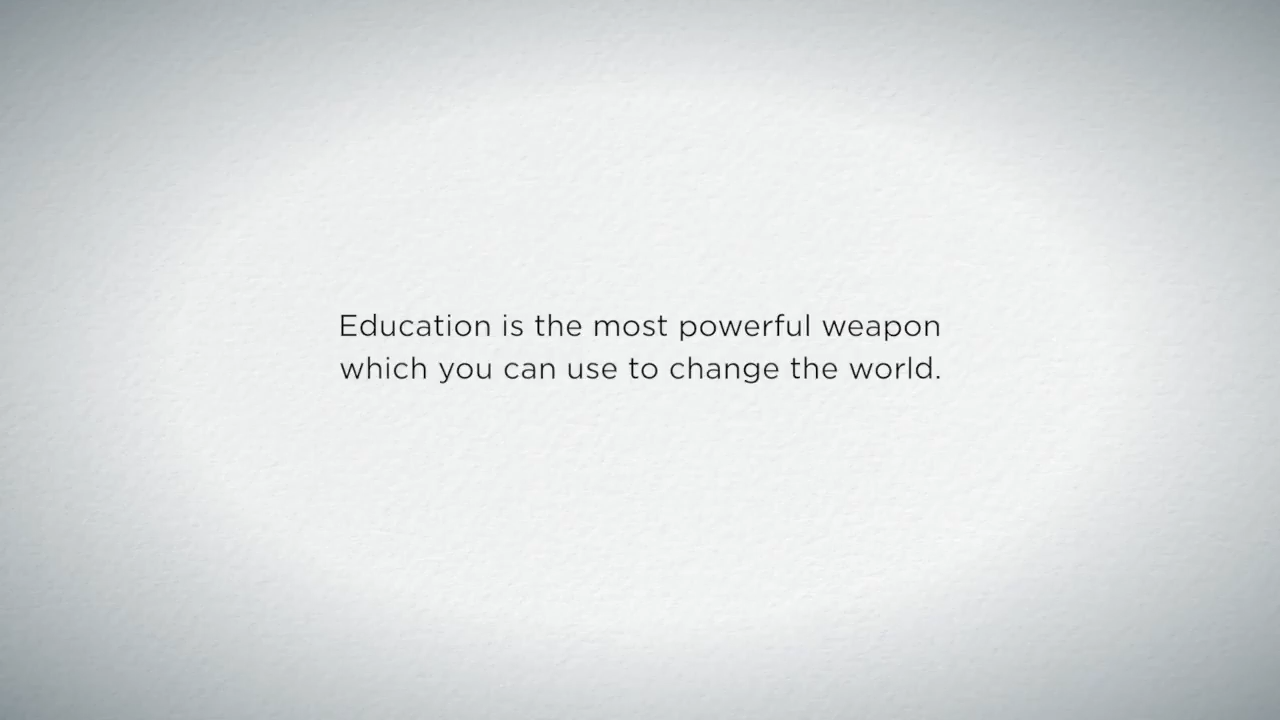 Education is the most powerful weapon
which you can use to change the world.